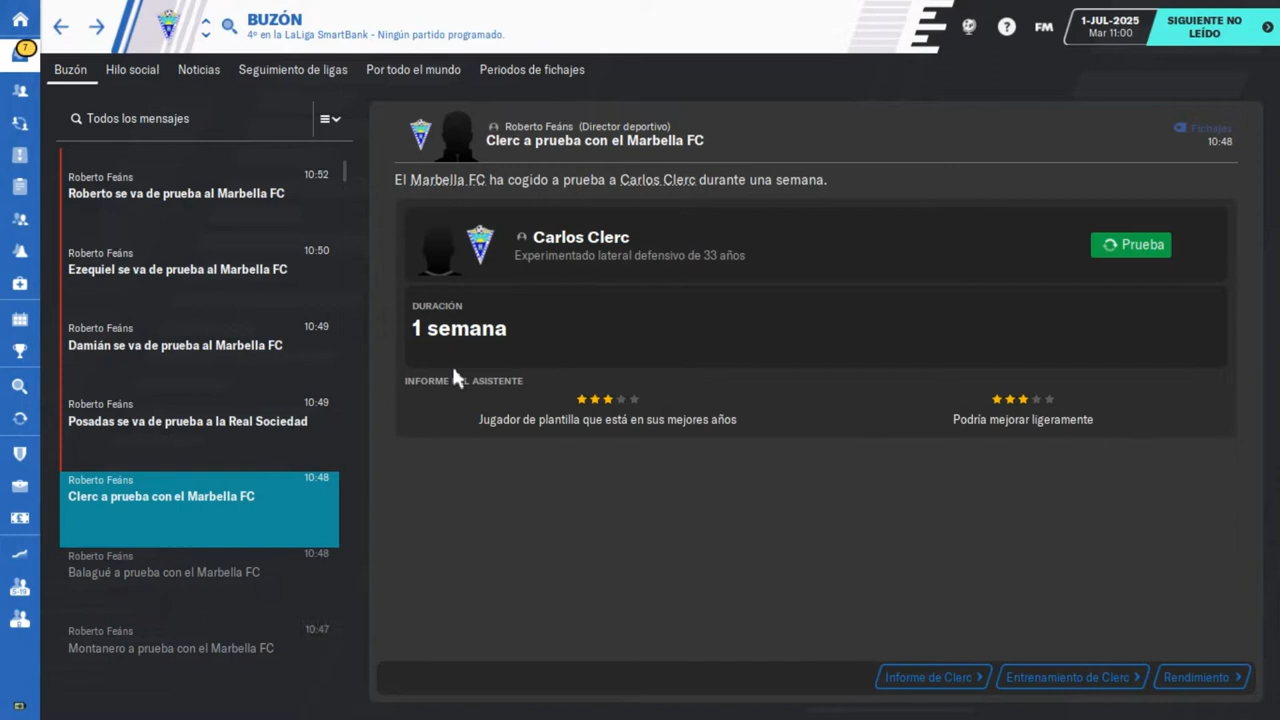 BUZÓN
4º en la LaLiga SmartBank - Ningún partido programado.
FM
1-JUL-2025
Mar 11:00
SIGUIENTE NO
LEÍDO
7
Buzón
Hilo social
Noticias
Seguimiento de ligas
Por todo el mundo
Periodos de fichajes
Todos los mensajes
Roberto Feáns 10:52
Roberto se va de prueba al Marbella FC
Roberto Feáns 10:50
Ezequiel se va de prueba al Marbella FC
Roberto Feáns 10:49
Damián se va de prueba al Marbella FC
Roberto Feáns 10:49
Posadas se va de prueba a la Real Sociedad
Roberto Feáns 10:48
Clerc a prueba con el Marbella FC
Roberto Feáns 10:48
Balagué a prueba con el Marbella FC
Roberto Feáns 10:47
Montanero a prueba con el Marbella FC
Roberto Feáns (Director deportivo)
Clerc a prueba con el Marbella FC
Fichajes
10:48
El Marbella FC ha cogido a prueba a Carlos Clerc durante una semana.
Carlos Clerc
Experimentado lateral defensivo de 33 años
Prueba
DURACIÓN
1 semana
INFORME ASISTENTE
Jugador de plantilla que está en sus mejores años
Podría mejorar ligeramente
Informe de Clerc
Entrenamiento de Clerc
Rendimiento